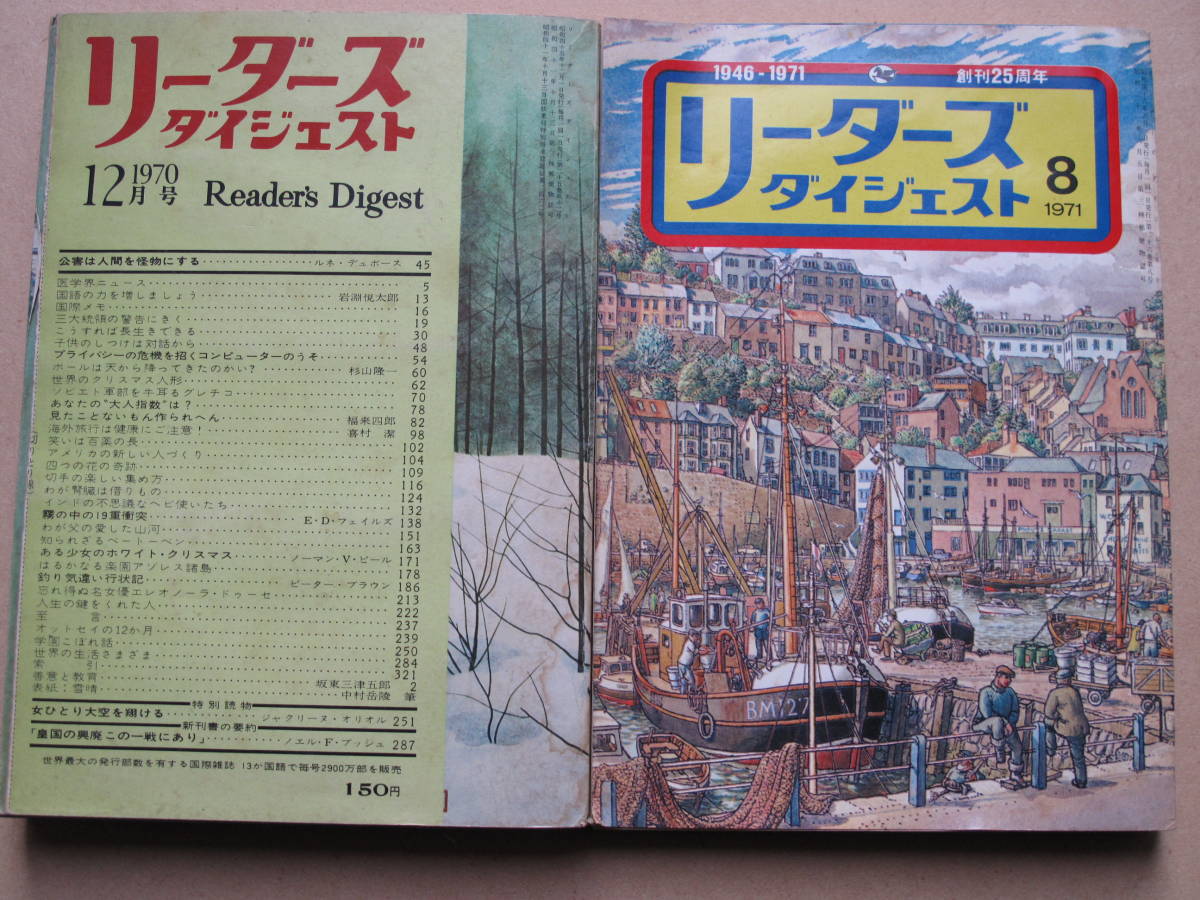 リーダーズ
ダイジェスト
1970
12月号 Reader's Digest
公害は人間を怪物にする・・・・・・・ルネ・デュボース 45
医学界ニュース 5
国語の力を増しましょう 岩淵悦太郎 13
国際メモ 16
三大統領の警告にきく 19
こうすれば長生きできる 30
子供のしつけは対話から 48
プライバシーの危機を招くコンピューターのうそ 54
ボールは天から降ってきたのかい? 杉山隆一 60
世界のクリスマス人形 62
ソビエト軍部を牛耳るグレチコ 70
あなたの“大人指数”は? 78
見たことないもん作られへん 福来四郎 82
海外旅行は健康にご注意! 喜村 潔 98
笑いは百薬の長 102
アメリカの新しい人づくり 104
四つの花の奇跡 109
切手の楽しい集め方 116
わが腎臓は借りもの 124
インドの不思議なヘビ使いたち 132
霧の中の19重衝突 E・D・フェイルズ 138
わが父の愛した山河 151
知られざるベートーベン 163
ある少女のホワイト・クリスマス ノーマン・V・ピール 171
はるかなる楽園アゾレス諸島 178
釣り気違い行状記 ピーター・ブラウン 186
忘れ得ぬ名女優エレオノーラ・ドゥーセ 213
人生の鍵をくれた人 222
至 言 237
オットセイの12か月 239
学園こぼれ話 250
世界の生活さまざま 284
索 引 321
善意と教育 坂東三津五郎 2
表紙:雪晴 中村岳陵 筆
特別読物
女ひとり大空を翔ける ジャクリーヌ・オリオル 251
新刊書の要約
「皇国の興廃この一戦にあり」 ノエル・F・ブッシュ 287
世界最大の発行部数を有する国際雑誌 13か国語で毎号2900万部を販売
150円
1946-1971 創刊25周年
リーダーズ
ダイジェスト
8
1971
BM127